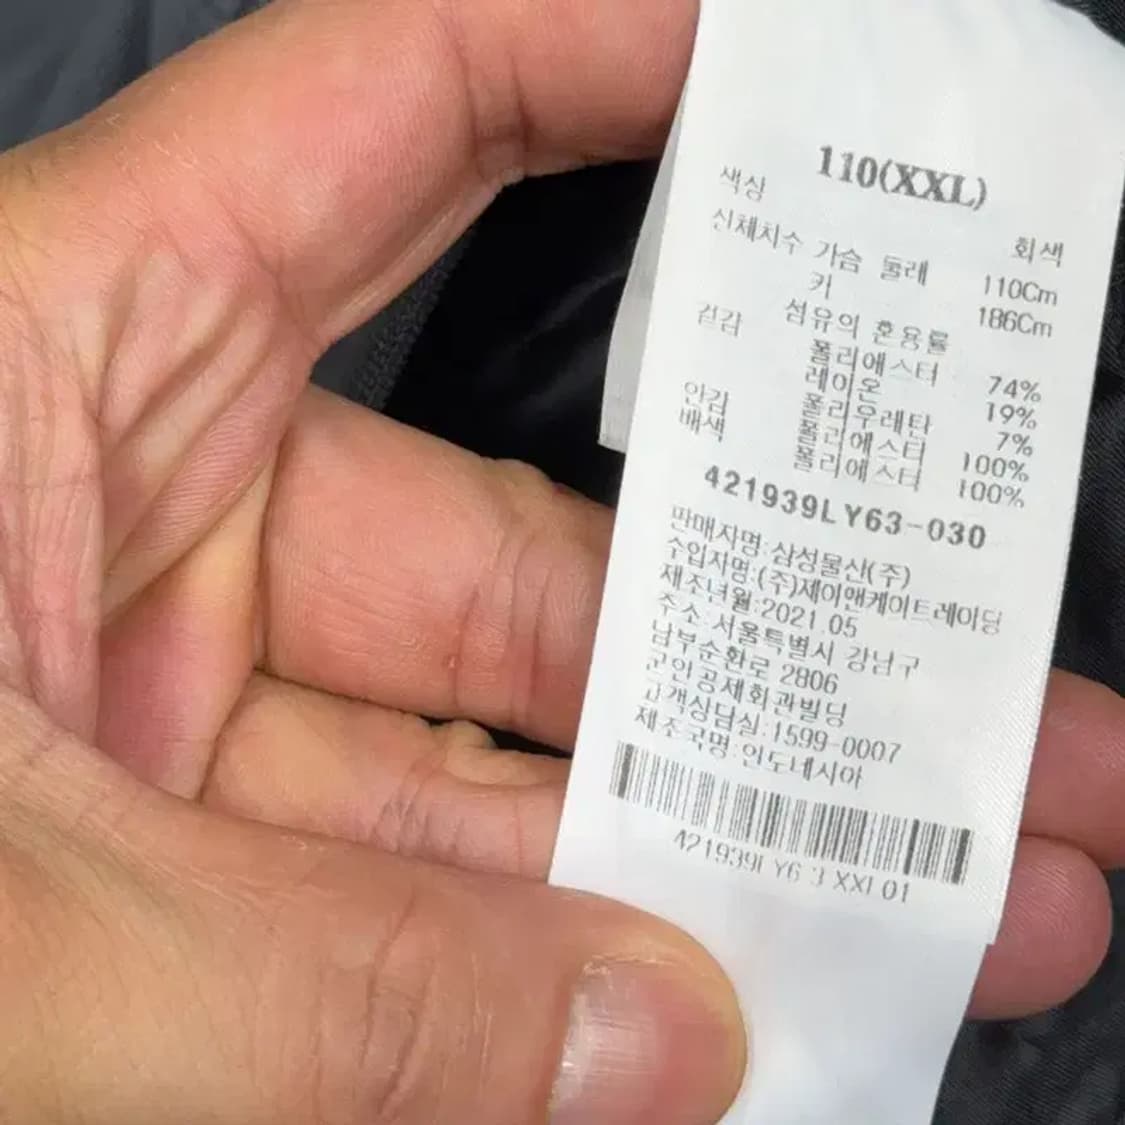 110(XXL)
색상 회색
신체치수 가슴 둘레 110Cm
키 186Cm
섬유의 혼용률
겉감 폴리에스터 74%
레이온 19%
폴리우레탄 7%
안감 폴리에스터 100%
배색 폴리에스터 100%
421939LY63-030
판매자명:삼성물산(주)
수입자명:(주)제이앤케이트레이딩
제조년월:2021 05
주소 서울특별시 강남구
남부순환로 2806
군인공제회관빌딩
고객상담실:1599-0007
제조국명:인도네시아
421939LY63 XXL01